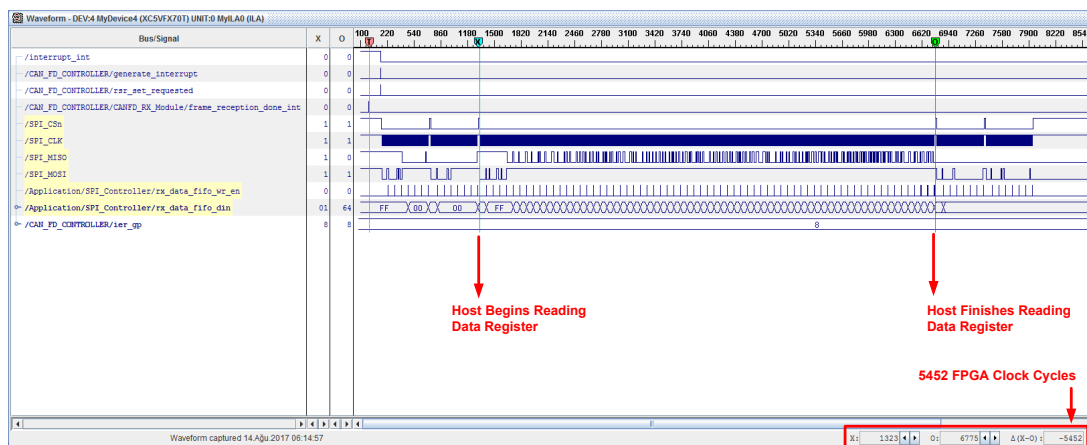 Waveform - DEV:4 MyDevice4 (XC5VFX70T) UNIT:0 MyILA0 (ILA)
Bus/Signal X O 100 220 540 860 1180 1500 1820 2140 2460 2780 3100 3420 3740 4060 4380 4700 5020 5340 5660 5980 6300 6620 6940 7260 7580 7900 8220 854
T X O
/interrupt_int 0 0
/CAN_FD_CONTROLLER/generate_interrupt 0 0
/CAN_FD_CONTROLLER/rsr_set_requested 0 0
/CAN_FD_CONTROLLER/CANFD_RX_Module/frame_reception_done_int 0 0
/SPI_CSn 1 1
/SPI_CLK 1 1
/SPI_MISO 1 0
/SPI_MOSI 1 1
/Application/SPI_Controller/rx_data_fifo_wr_en 0 0
/Application/SPI_Controller/rx_data_fifo_din 01 64 FF 00 00 FF
/CAN_FD_CONTROLLER/ier_gp 8 8 8
Host Begins Reading
Data Register
Host Finishes Reading
Data Register
5452 FPGA Clock Cycles
Waveform captured 14.Ağu.2017 06:14:57 X: 1323 O: 6775 Δ(X-O): -5452